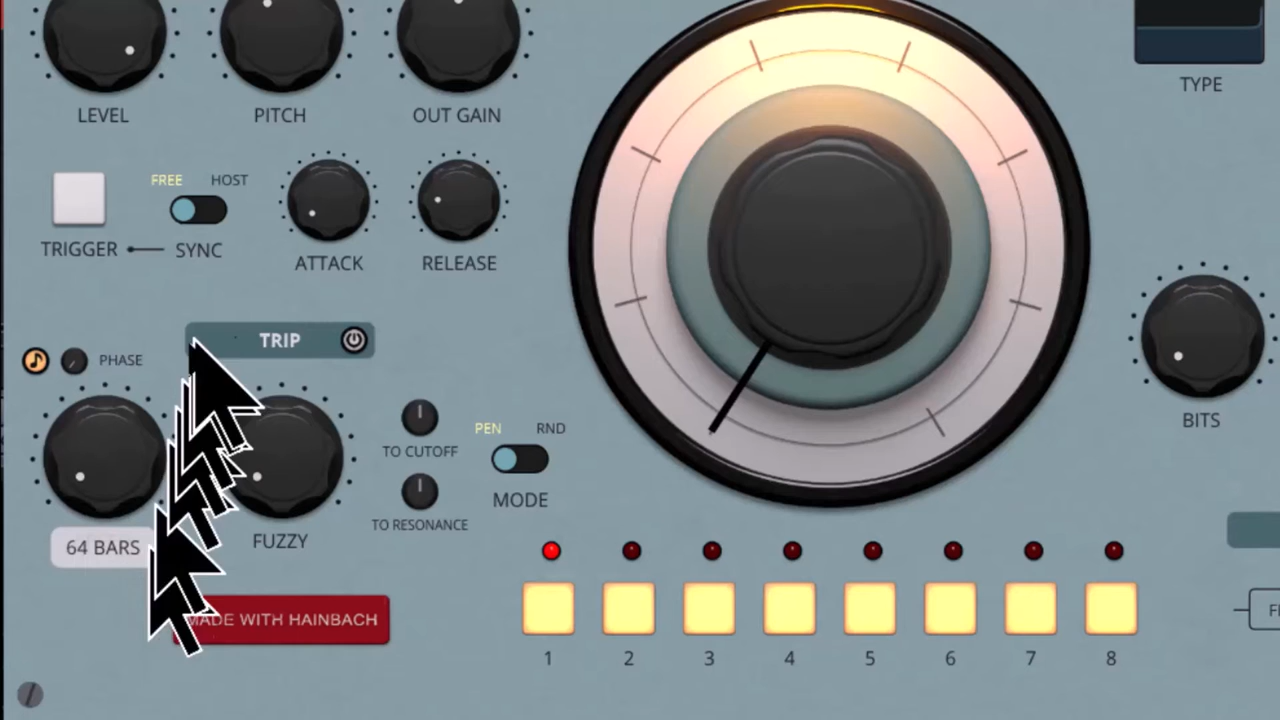 LEVEL
PITCH
OUT GAIN
TYPE
FREE
HOST
TRIGGER
SYNC
ATTACK
RELEASE
TRIP
PHASE
PEN
RND
TO CUTOFF
BITS
MODE
TO RESONANCE
FUZZY
64 BARS
MADE WITH HAINBACH
1
2
3
4
5
6
7
8